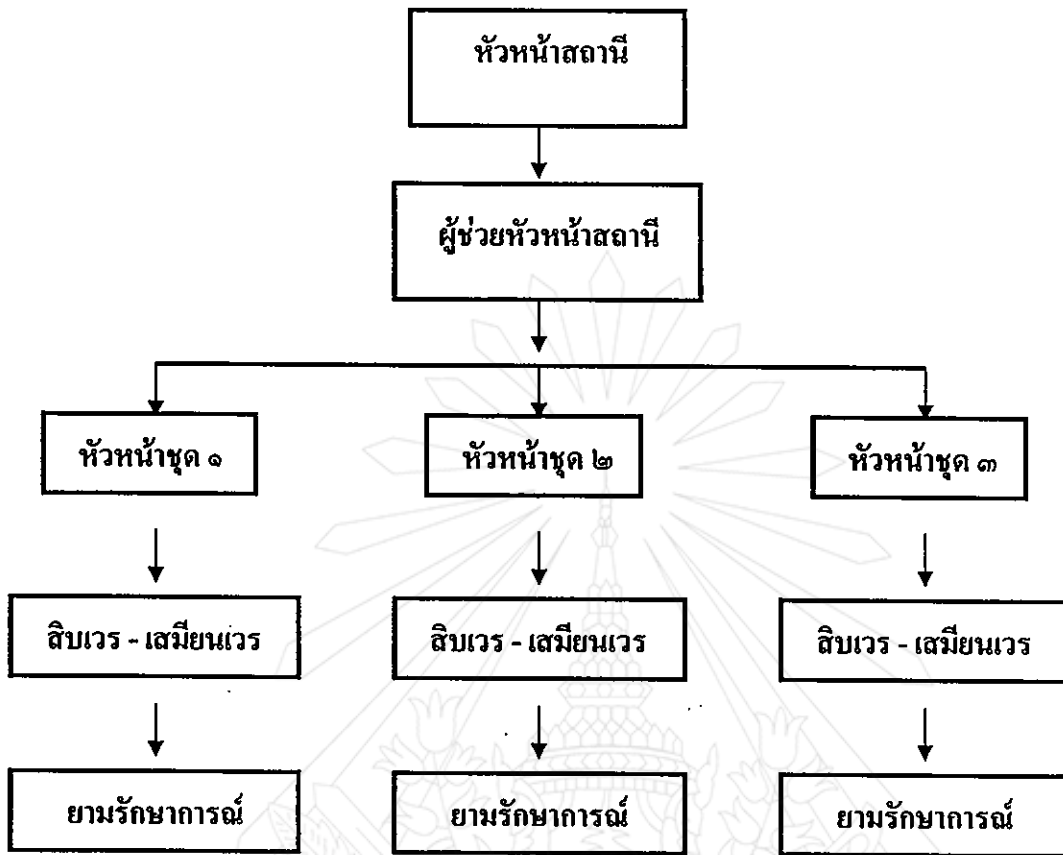 หัวหน้าสถานี
ผู้ช่วยหัวหน้าสถานี
หัวหน้าชุด ๑
หัวหน้าชุด ๒
หัวหน้าชุด ๓
สิบเวร - เสมียนเวร
สิบเวร - เสมียนเวร
สิบเวร - เสมียนเวร
ยามรักษาการณ์
ยามรักษาการณ์
ยามรักษาการณ์